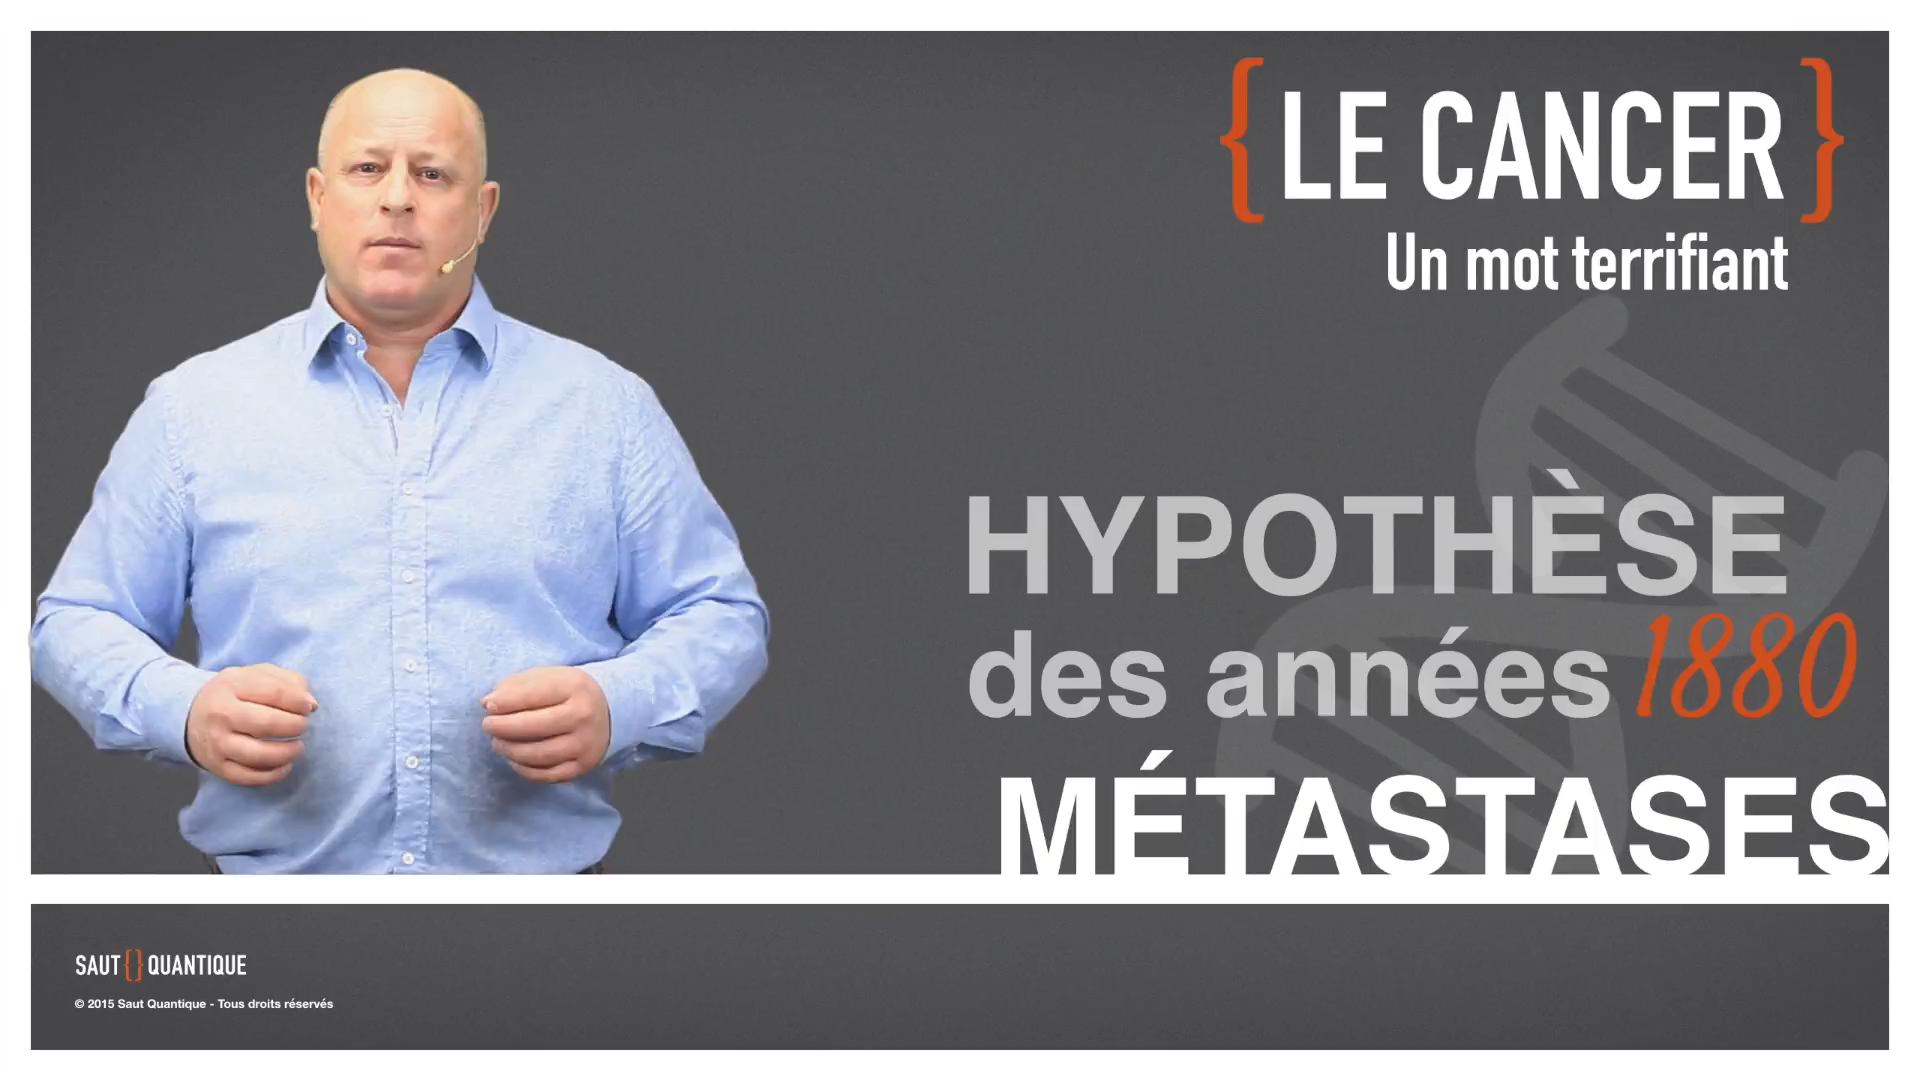 {LE CANCER}
Un mot terrifiant
HYPOTHÈSE
des années 1880
MÉTASTASES
SAUT{}QUANTIQUE
© 2015 Saut Quantique - Tous droits réservés